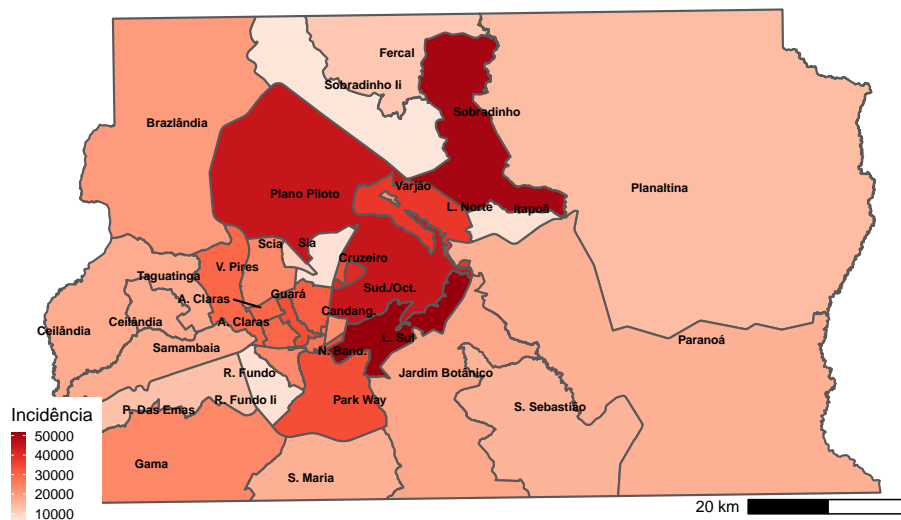 Fercal
Sobradinho Ii
Sobradinho
Brazlândia
Planaltina
Plano Piloto
Varjão
L. Norte
Itapoã
Scia
Sia
Cruzeiro
V. Pires
Taguatinga
Guará
Sud./Oct.
A. Claras
Candang.
Ceilândia
Ceilândia
A. Claras
L. Sul
Paranoá
Samambaia
N. Band.
R. Fundo
Jardim Botânico
R. Fundo Ii
Park Way
P. Das Emas
S. Sebastião
Gama
S. Maria
Incidência
50000
40000
30000
20000
10000
20 km